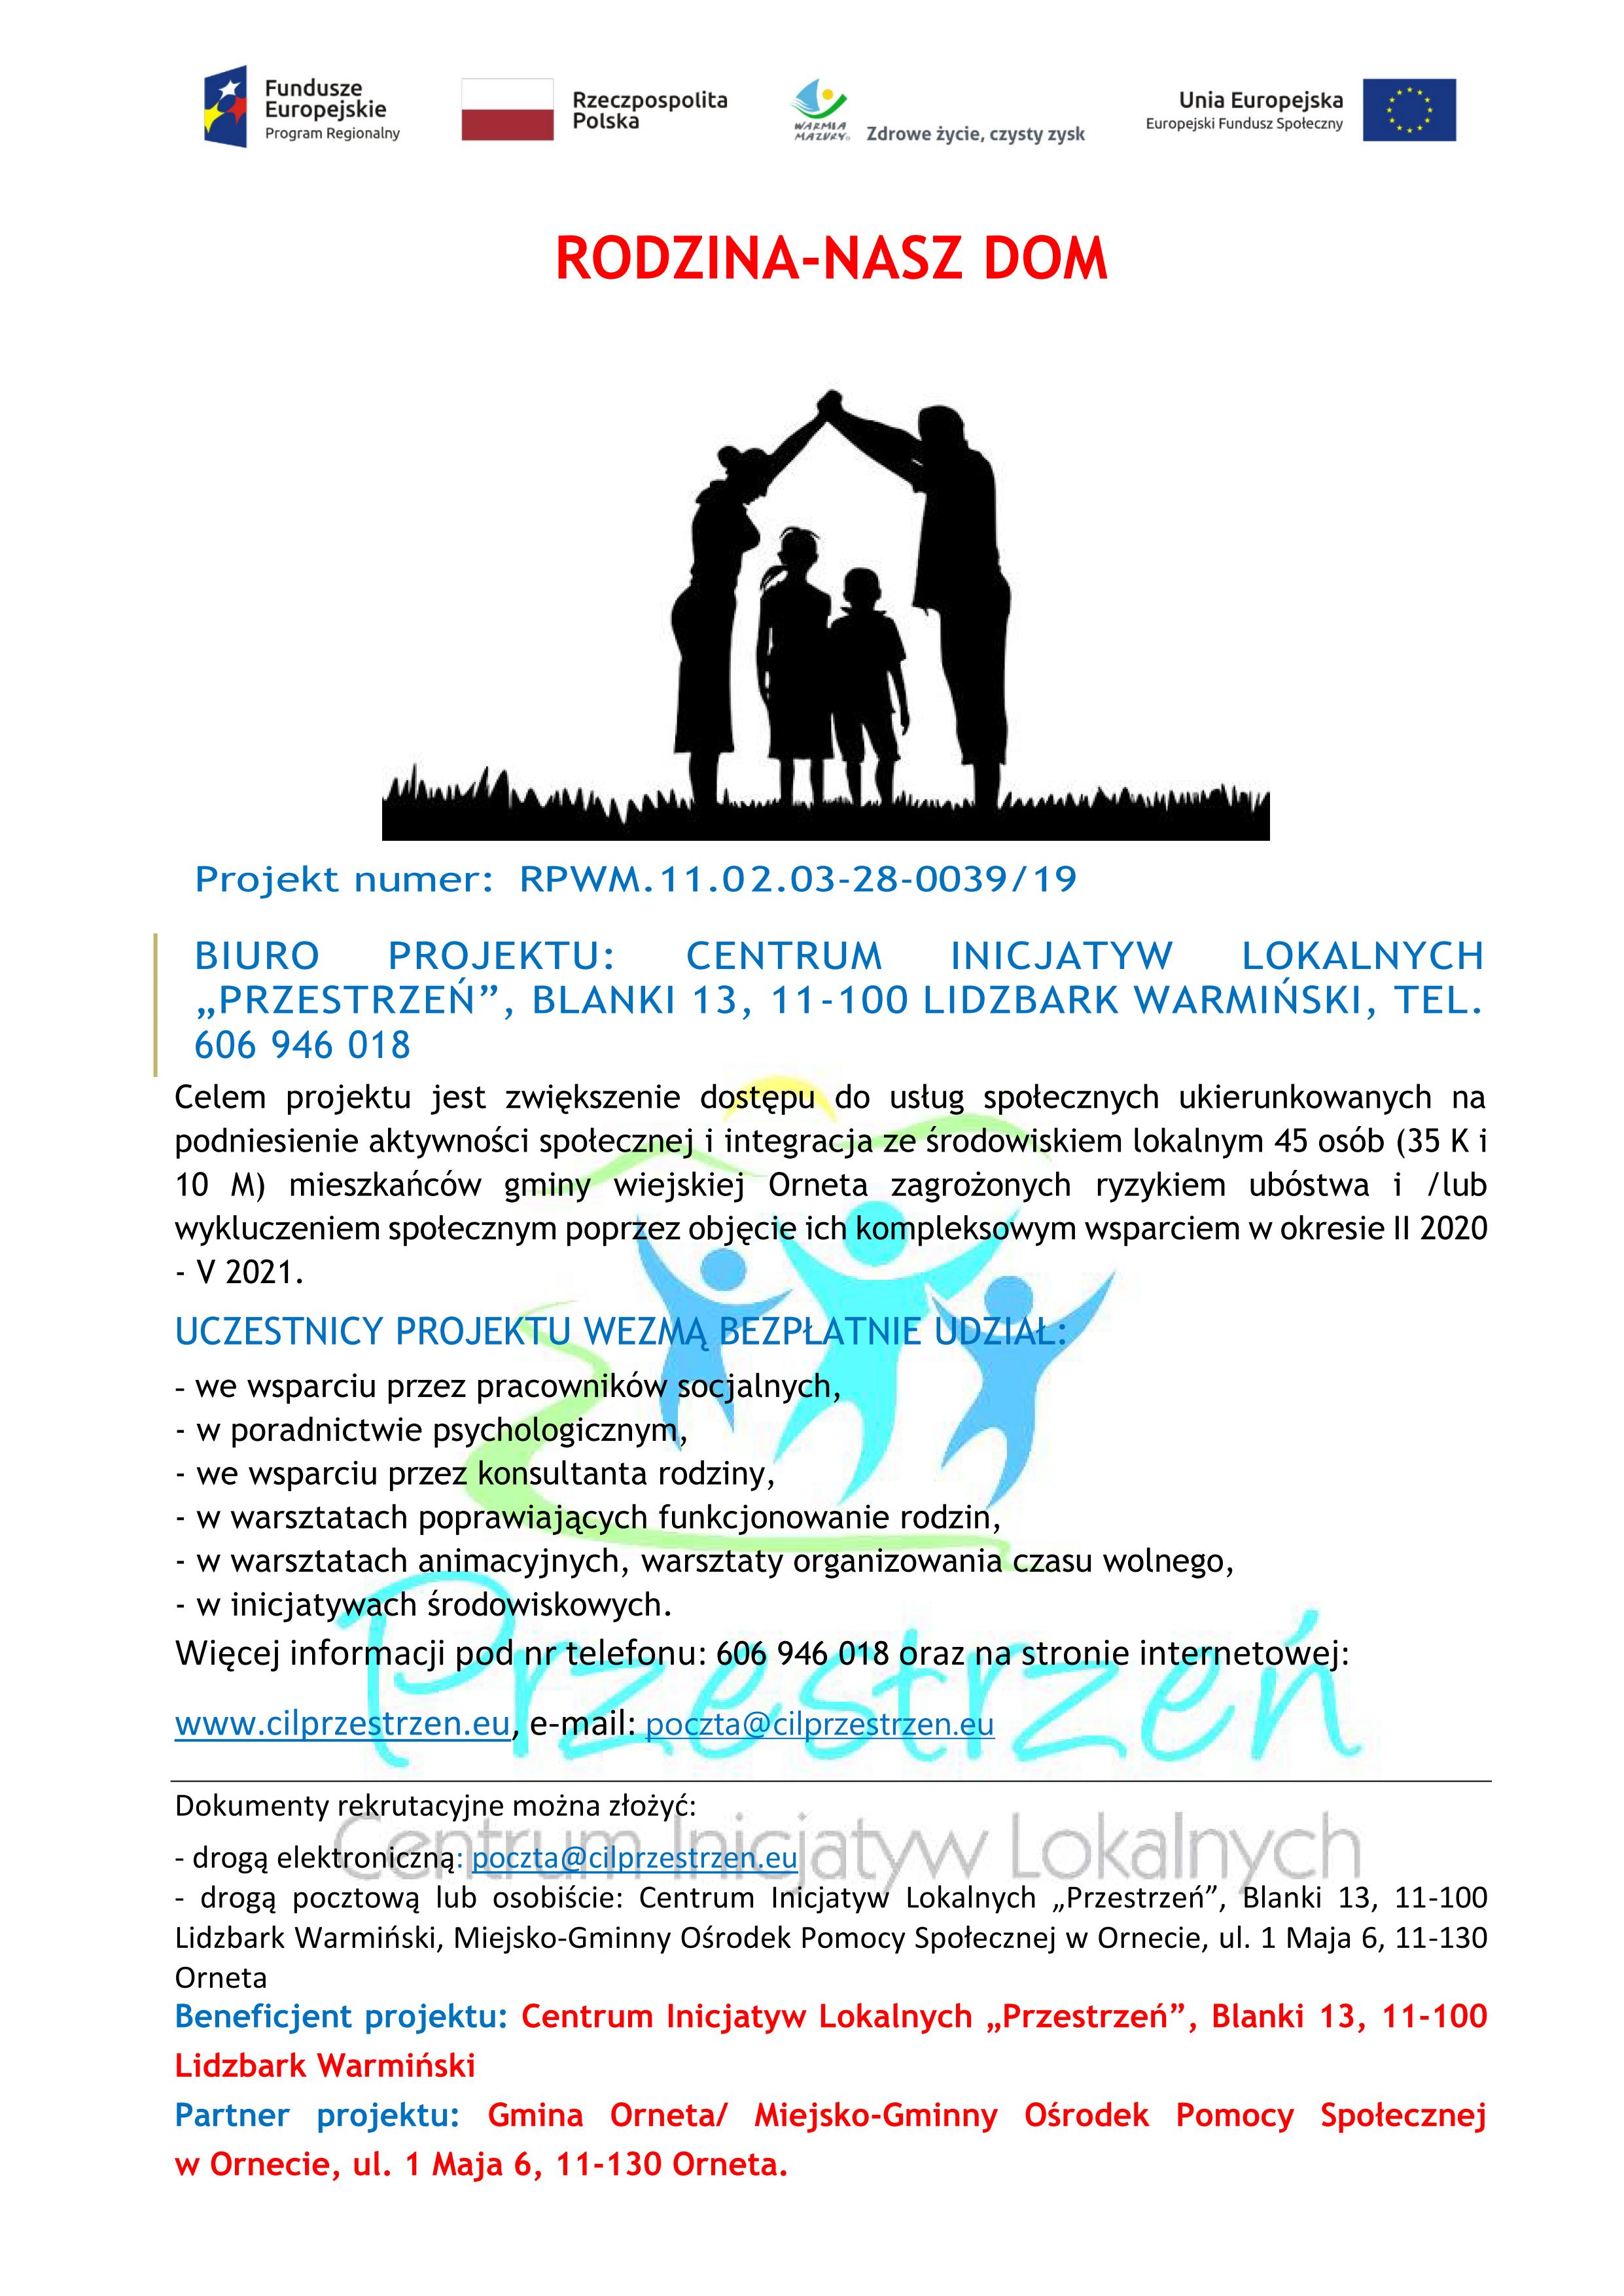 Fundusze
Europejskie
Program Regionalny
Rzeczpospolita
Polska
WARMIA
MAZURY
Zdrowe życie, czysty zysk
Unia Europejska
Europejski Fundusz Społeczny
RODZINA-NASZ DOM
Projekt numer: RPWM.11.02.03-28-0039/19
BIURO PROJEKTU: CENTRUM INICJATYW LOKALNYCH
„PRZESTRZEŃ”, BLANKI 13, 11-100 LIDZBARK WARMIŃSKI, TEL.
606 946 018
Celem projektu jest zwiększenie dostępu do usług społecznych ukierunkowanych na
podniesienie aktywności społecznej i integracja ze środowiskiem lokalnym 45 osób (35 K i
10 M) mieszkańców gminy wiejskiej Orneta zagrożonych ryzykiem ubóstwa i /lub
wykluczeniem społecznym poprzez objęcie ich kompleksowym wsparciem w okresie II 2020
- V 2021.
UCZESTNICY PROJEKTU WEZMĄ BEZPŁATNIE UDZIAŁ:
- we wsparciu przez pracowników socjalnych,
- w poradnictwie psychologicznym,
- we wsparciu przez konsultanta rodziny,
- w warsztatach poprawiających funkcjonowanie rodzin,
- w warsztatach animacyjnych, warsztaty organizowania czasu wolnego,
- w inicjatywach środowiskowych.
Więcej informacji pod nr telefonu: 606 946 018 oraz na stronie internetowej:
www.cilprzestrzen.eu, e-mail: poczta@cilprzestrzen.eu
Przestrzeń
Dokumenty rekrutacyjne można złożyć:
Centrum Inicjatyw Lokalnych
- drogą elektroniczną: poczta@cilprzestrzen.eu
- drogą pocztową lub osobiście: Centrum Inicjatyw Lokalnych „Przestrzeń”, Blanki 13, 11-100
Lidzbark Warmiński, Miejsko-Gminny Ośrodek Pomocy Społecznej w Ornecie, ul. 1 Maja 6, 11-130
Orneta
Beneficjent projektu: Centrum Inicjatyw Lokalnych „Przestrzeń”, Blanki 13, 11-100
Lidzbark Warmiński
Partner projektu: Gmina Orneta/ Miejsko-Gminny Ośrodek Pomocy Społecznej
w Ornecie, ul. 1 Maja 6, 11-130 Orneta.